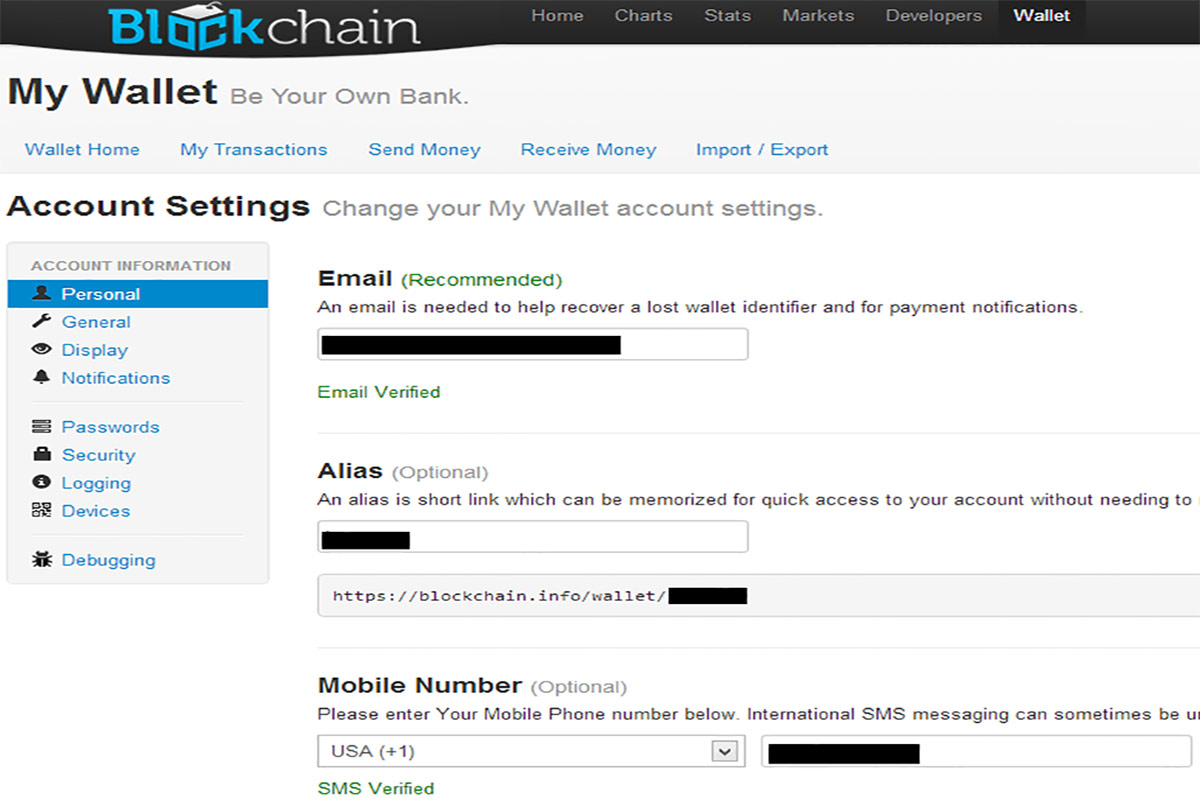 Blockchain
Home Charts Stats Markets Developers Wallet
My Wallet Be Your Own Bank.
Wallet Home My Transactions Send Money Receive Money Import / Export
Account Settings Change your My Wallet account settings.
ACCOUNT INFORMATION
Personal
General
Display
Notifications
Passwords
Security
Logging
Devices
Debugging
Email (Recommended)
An email is needed to help recover a lost wallet identifier and for payment notifications.
Email Verified
Alias (Optional)
An alias is short link which can be memorized for quick access to your account without needing to
https://blockchain.info/wallet/
Mobile Number (Optional)
Please enter Your Mobile Phone number below. International SMS messaging can sometimes be
USA (+1)
SMS Verified